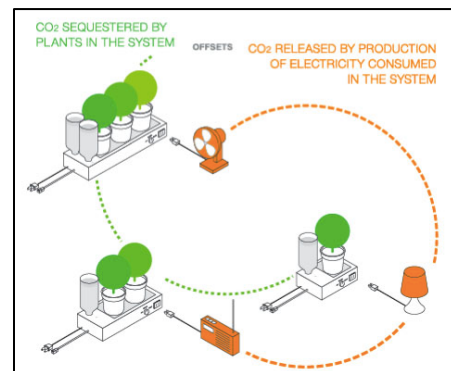 CO2 SEQUESTERED BY
PLANTS IN THE SYSTEM
OFFSETS
CO2 RELEASED BY PRODUCTION
OF ELECTRICITY CONSUMED
IN THE SYSTEM